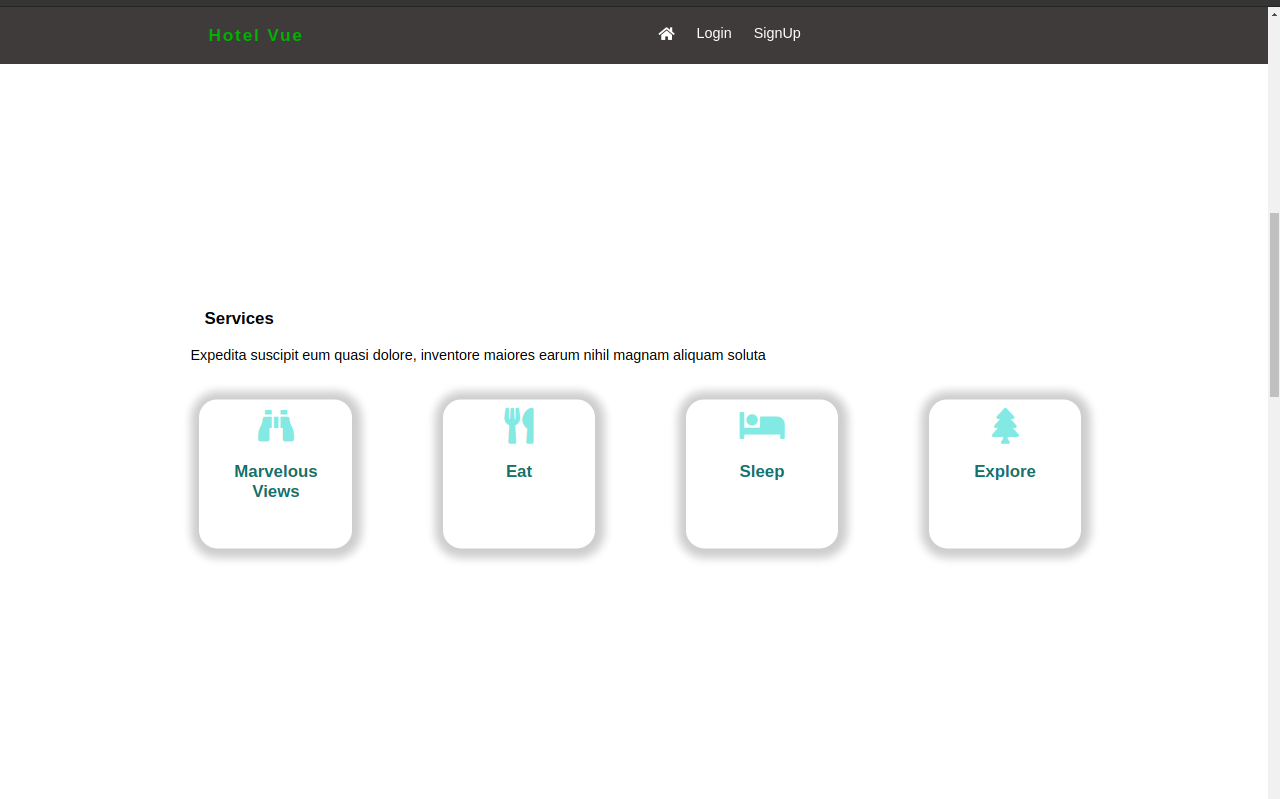 Hotel Vue
Login SignUp
Services
Expedita suscipit eum quasi dolore, inventore maiores earum nihil magnam aliquam soluta
Marvelous
Views
Eat
Sleep
Explore